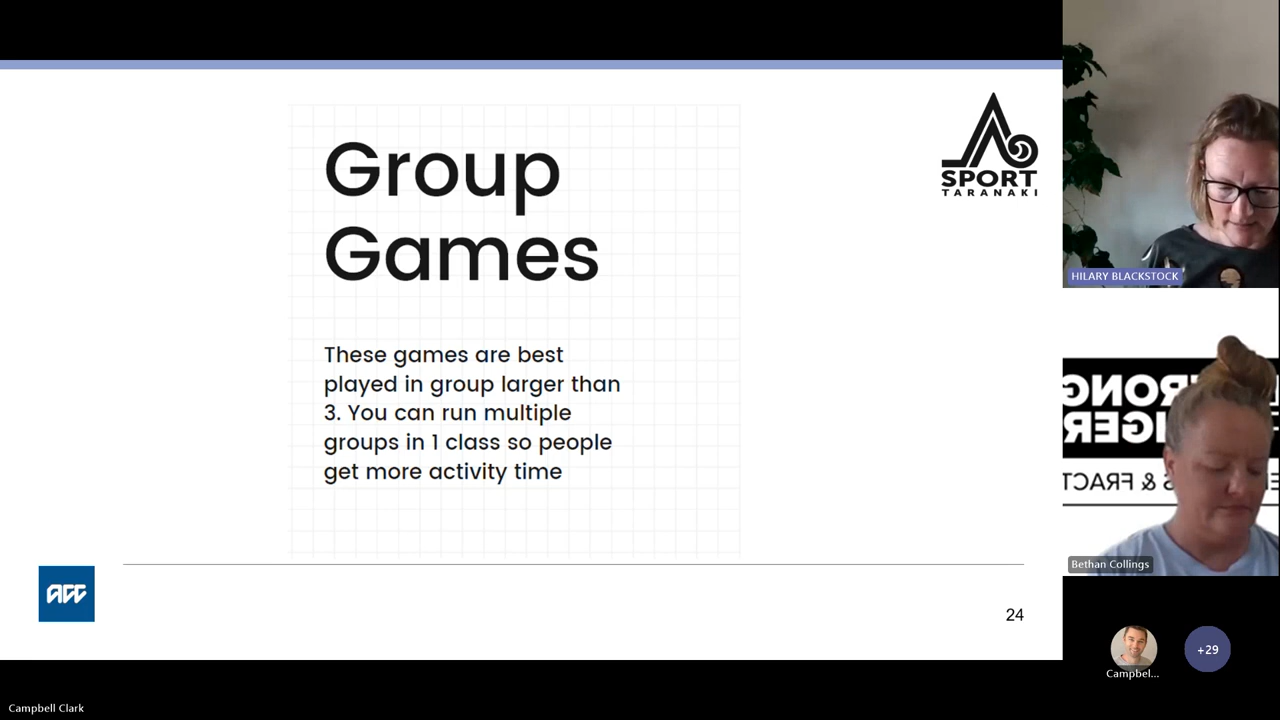 Group
Games
These games are best
played in group larger than
3. You can run multiple
groups in 1 class so people
get more activity time
SPORT
TARANAKI
acc
24
HILARY BLACKSTOCK
Bethan Collings
Campbel...
+29
Campbell Clark